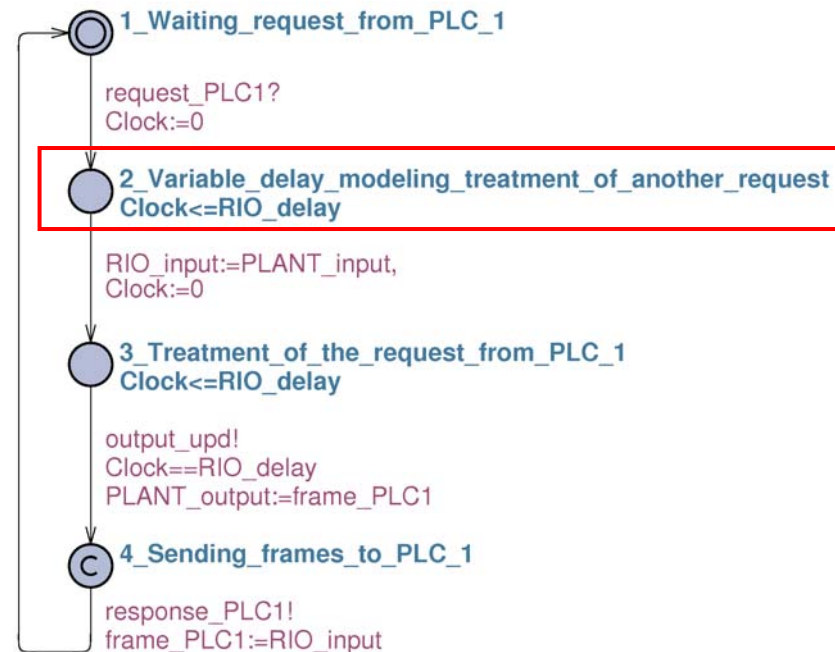 1_Waiting_request_from_PLC_1
request_PLC1?
Clock:=0
2_Variable_delay_modeling_treatment_of_another_request
Clock<=RIO_delay
RIO_input:=PLANT_input,
Clock:=0
3_Treatment_of_the_request_from_PLC_1
Clock<=RIO_delay
output_upd!
Clock==RIO_delay
PLANT_output:=frame_PLC1
C
4_Sending_frames_to_PLC_1
response_PLC1!
frame_PLC1:=RIO_input